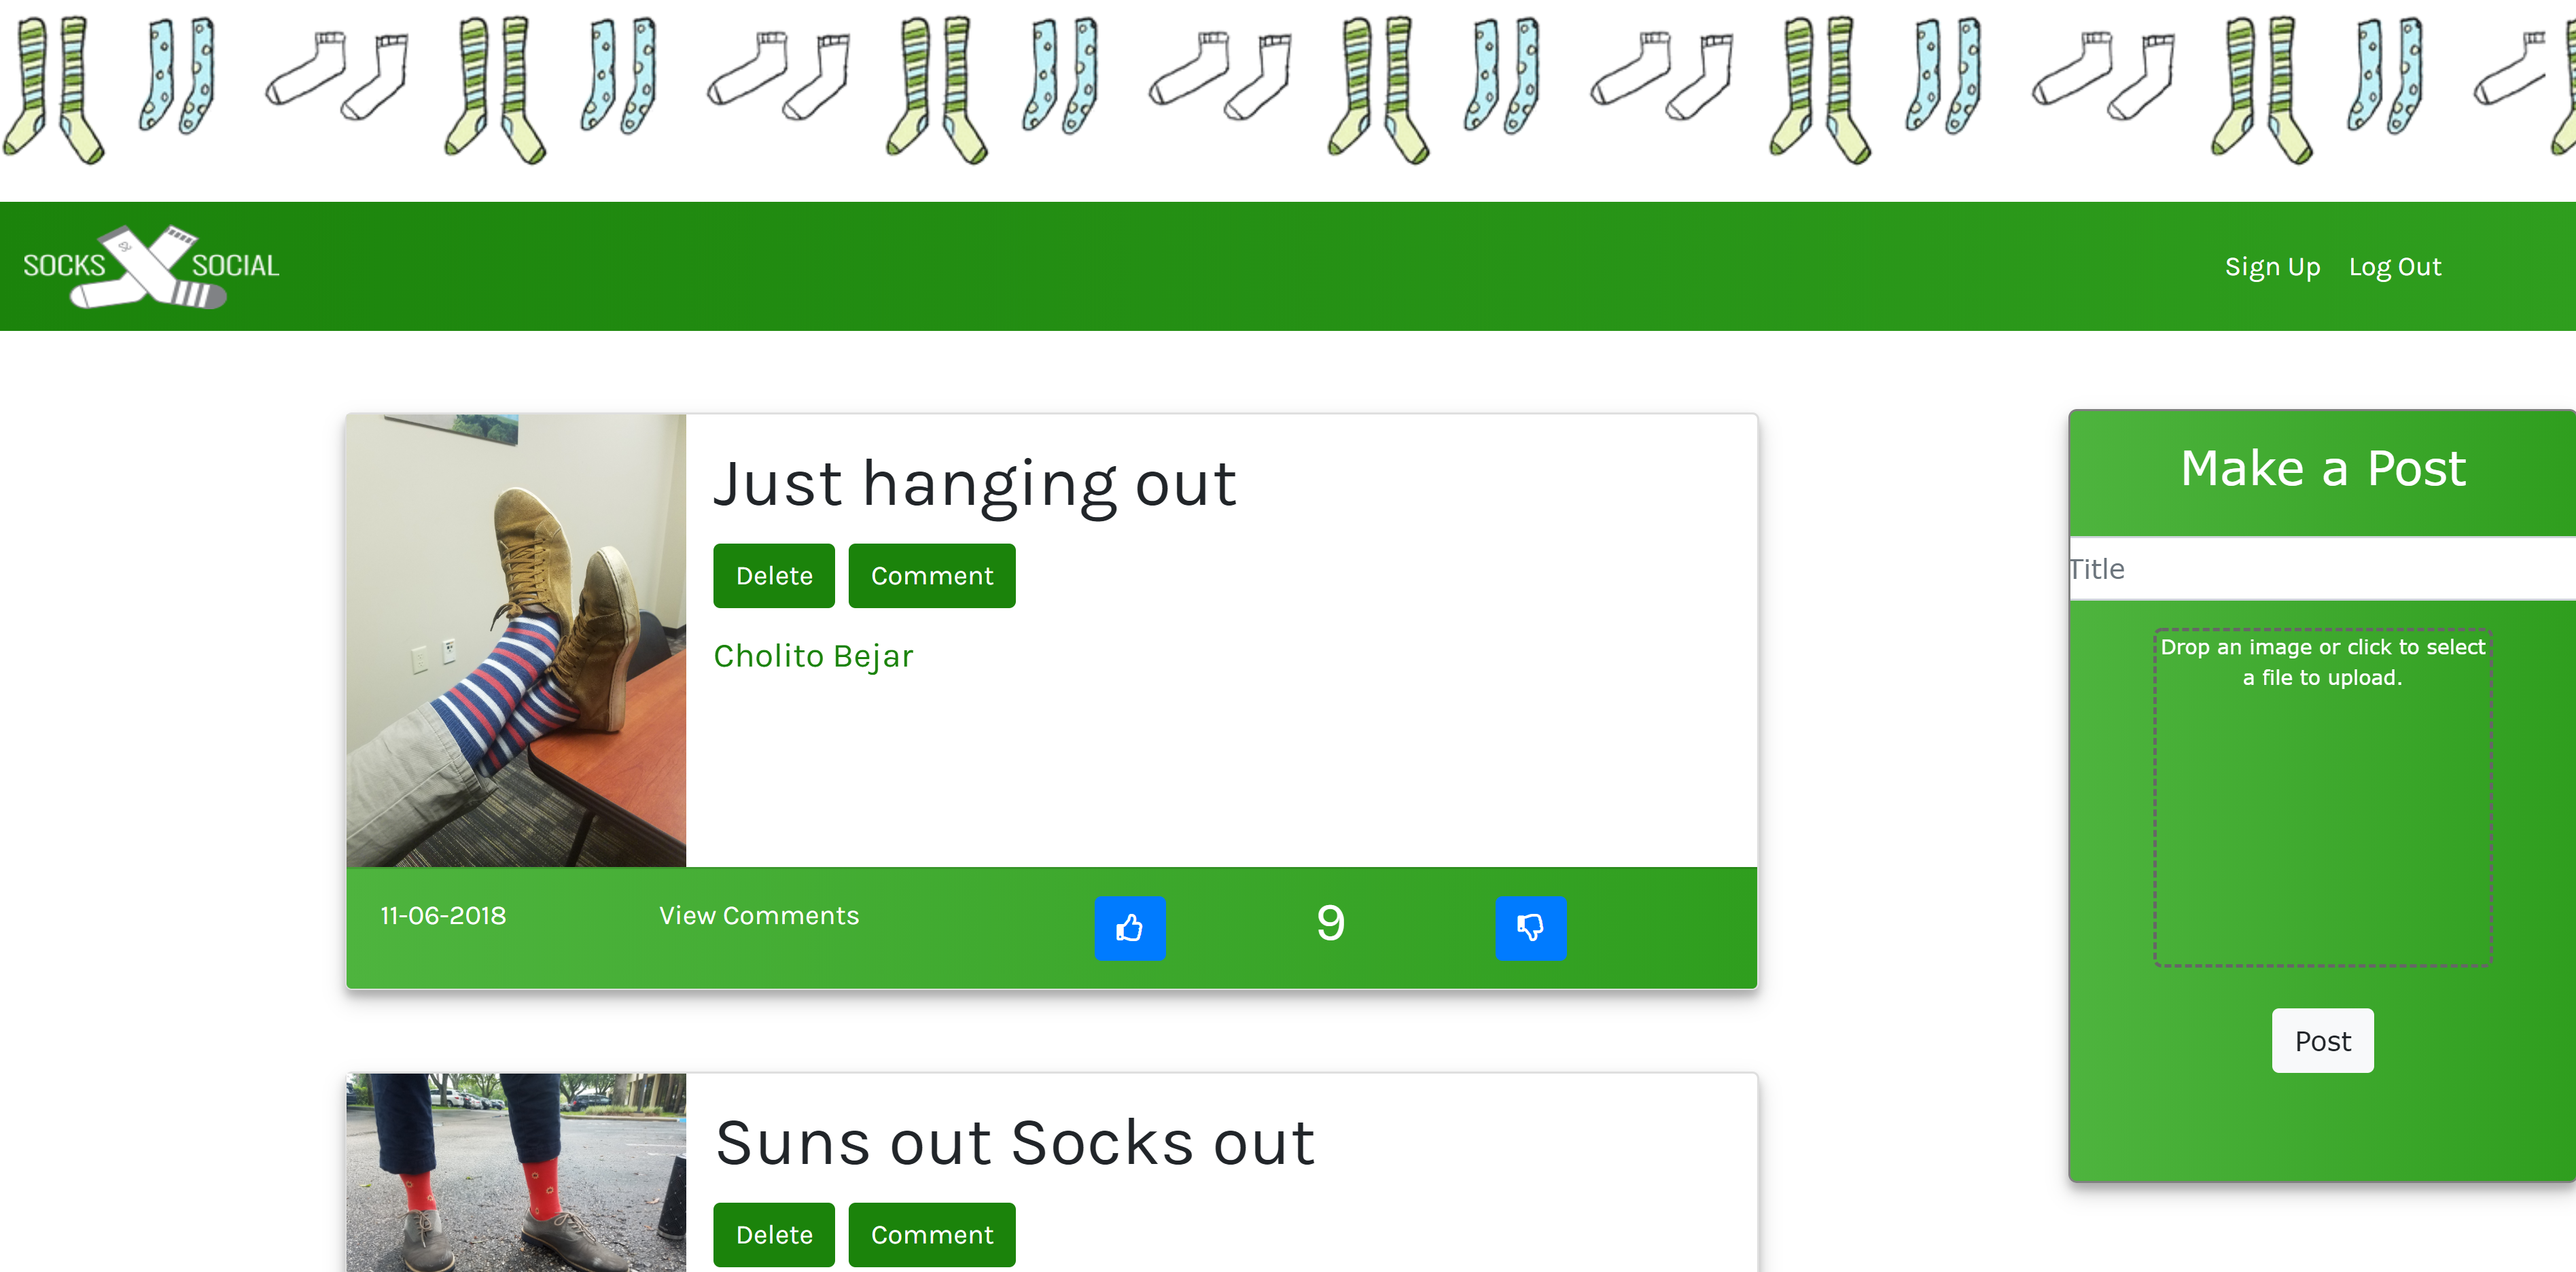 SOCKS SOCIAL
Sign Up Log Out
Just hanging out
Delete Comment
Cholito Bejar
11-06-2018 View Comments 9
Suns out Socks out
Delete Comment
Make a Post
Title
Drop an image or click to select
a file to upload.
Post